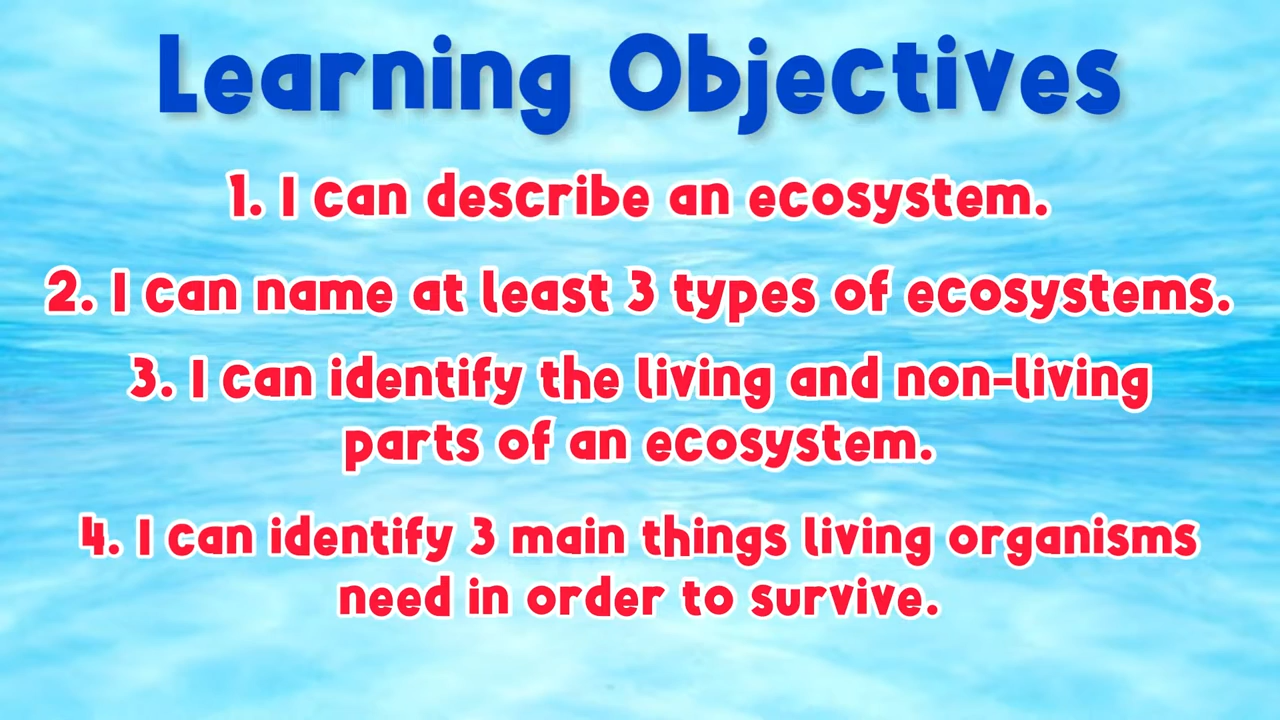 Learning Objectives
1. I can describe an ecosystem.
2. I can name at least 3 types of ecosystems.
3. I can identify the living and non-living
parts of an ecosystem.
4. I can identify 3 main things living organisms
need in order to survive.